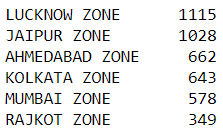 LUCKNOW ZONE 1115
JAIPUR ZONE 1028
AHMEDABAD ZONE 662
KOLKATA ZONE 643
MUMBAI ZONE 578
RAJKOT ZONE 349